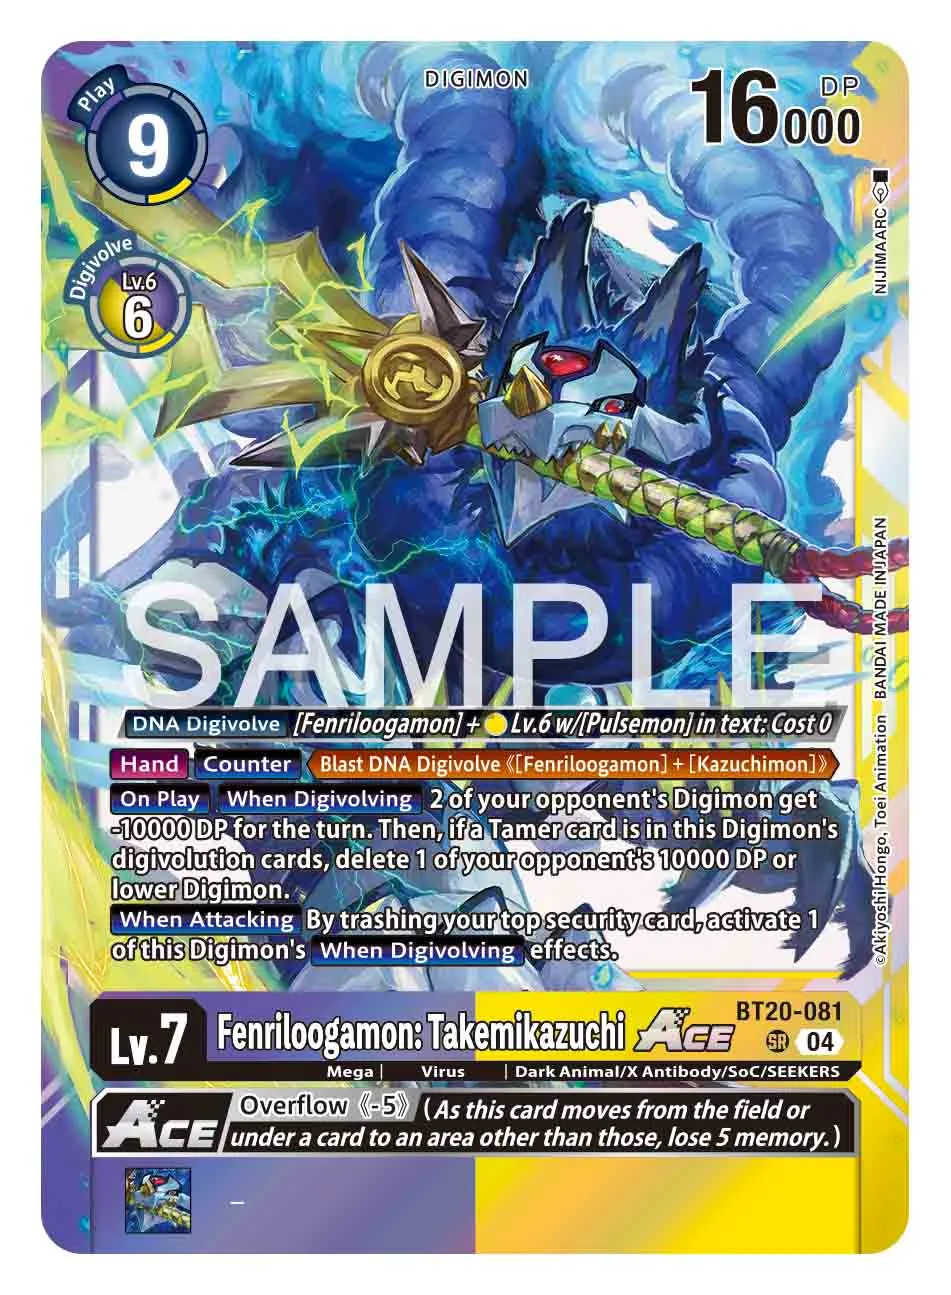 DIGIMON
Play
9
16000 DP
Digivolve
Lv.6
6
NIJIMAARC
BANDAI MADE IN JAPAN
©Akiyoshi Hongo, Toei Animation
SAMPLE
DNA Digivolve [Fenriloogamon] + Lv.6 w/[Pulsemon] in text: Cost 0
Hand Counter Blast DNA Digivolve 《[Fenriloogamon] + [Kazuchimon]》
On Play When Digivolving 2 of your opponent's Digimon get
-10000 DP for the turn. Then, if a Tamer card is in this Digimon's
digivolution cards, delete 1 of your opponent's 10000 DP or
lower Digimon.
When Attacking By trashing your top security card, activate 1
of this Digimon's When Digivolving effects.
BT20-081
Lv.7 Fenriloogamon: Takemikazuchi ACE SR 04
Mega | Virus | Dark Animal/X Antibody/SoC/SEEKERS
ACE Overflow 《-5》 (As this card moves from the field or
under a card to an area other than those, lose 5 memory.)
–